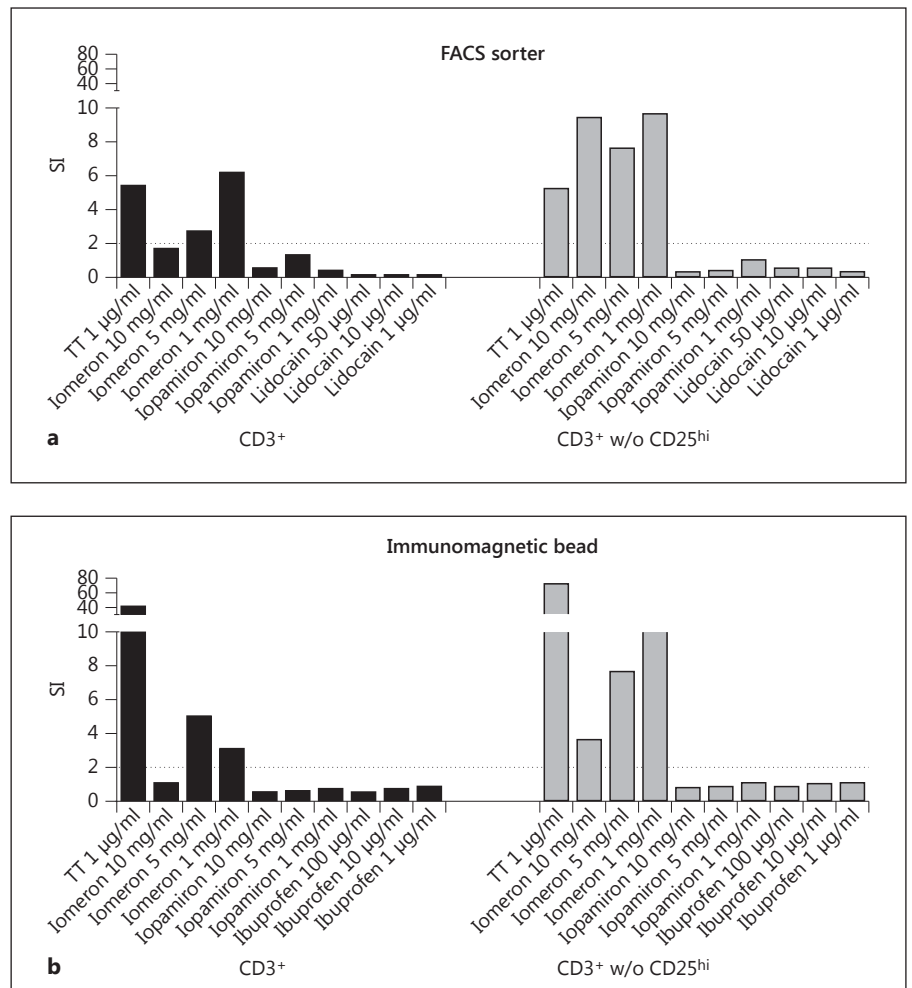 FACS sorter
80
60
40
10
8
6
4
2
0
SI
TT 1 µg/ml
Iomeron 10 mg/ml
Iomeron 5 mg/ml
Iomeron 1 mg/ml
Iopamiron 10 mg/ml
Iopamiron 5 mg/ml
Iopamiron 1 mg/ml
Lidocain 50 µg/ml
Lidocain 10 µg/ml
Lidocain 1 µg/ml
TT 1 µg/ml
Iomeron 10 mg/ml
Iomeron 5 mg/ml
Iomeron 1 mg/ml
Iopamiron 10 mg/ml
Iopamiron 5 mg/ml
Iopamiron 1 mg/ml
Lidocain 50 µg/ml
Lidocain 10 µg/ml
Lidocain 1 µg/ml
a CD3+ CD3+ w/o CD25hi
Immunomagnetic bead
80
60
40
10
8
6
4
2
0
SI
TT 1 µg/ml
Iomeron 10 mg/ml
Iomeron 5 mg/ml
Iomeron 1 mg/ml
Iopamiron 10 mg/ml
Iopamiron 5 mg/ml
Iopamiron 1 mg/ml
Ibuprofen 100 µg/ml
Ibuprofen 10 µg/ml
Ibuprofen 1 µg/ml
TT 1 µg/ml
Iomeron 10 mg/ml
Iomeron 5 mg/ml
Iomeron 1 mg/ml
Iopamiron 10 mg/ml
Iopamiron 5 mg/ml
Iopamiron 1 mg/ml
Ibuprofen 100 µg/ml
Ibuprofen 10 µg/ml
Ibuprofen 1 µg/ml
b CD3+ CD3+ w/o CD25hi